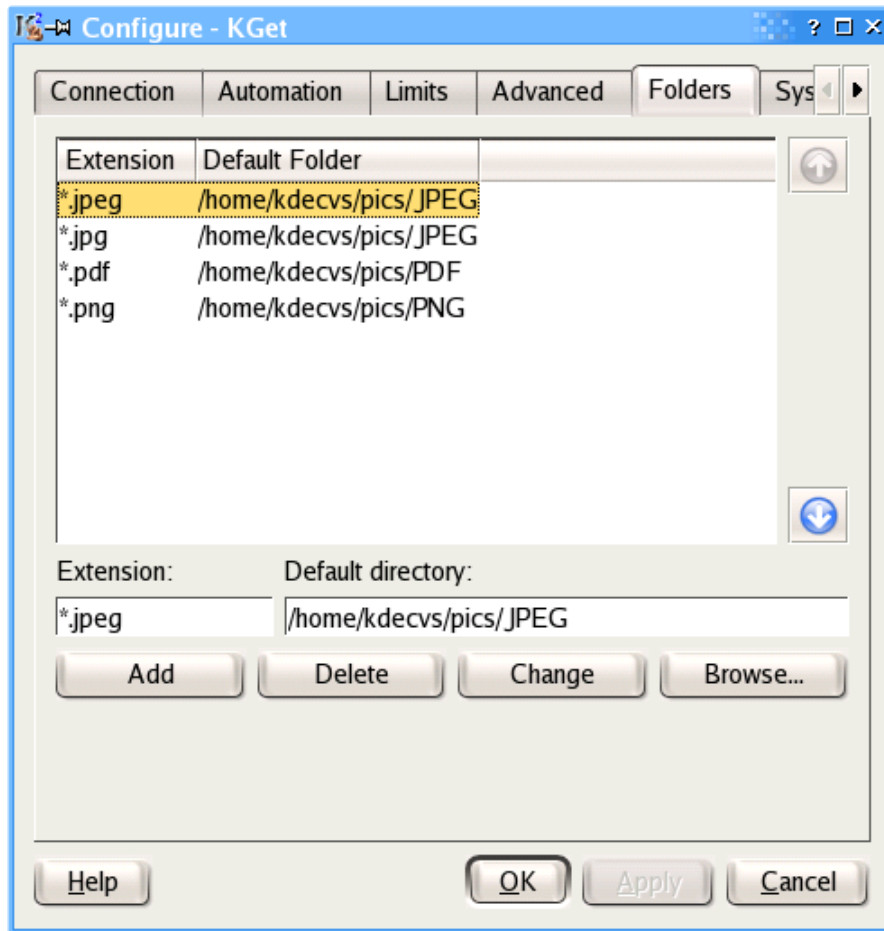 Configure - KGet
Connection Automation Limits Advanced Folders Sys
Extension Default Folder
*.jpeg /home/kdecvs/pics/JPEG
*.jpg /home/kdecvs/pics/JPEG
*.pdf /home/kdecvs/pics/PDF
*.png /home/kdecvs/pics/PNG
Extension: Default directory:
*.jpeg /home/kdecvs/pics/JPEG
Add Delete Change Browse...
Help OK Apply Cancel